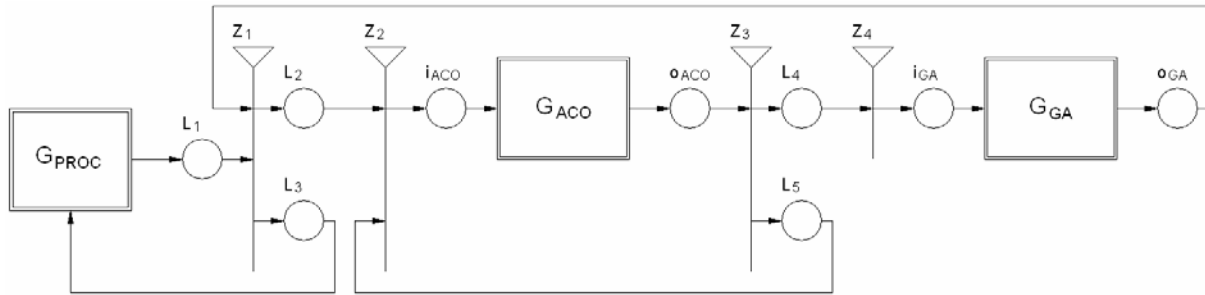 Z1
Z2
Z3
Z4
L2
iACO
oACO
L4
iGA
oGA
GACO
GGA
L1
GPROC
L3
L5